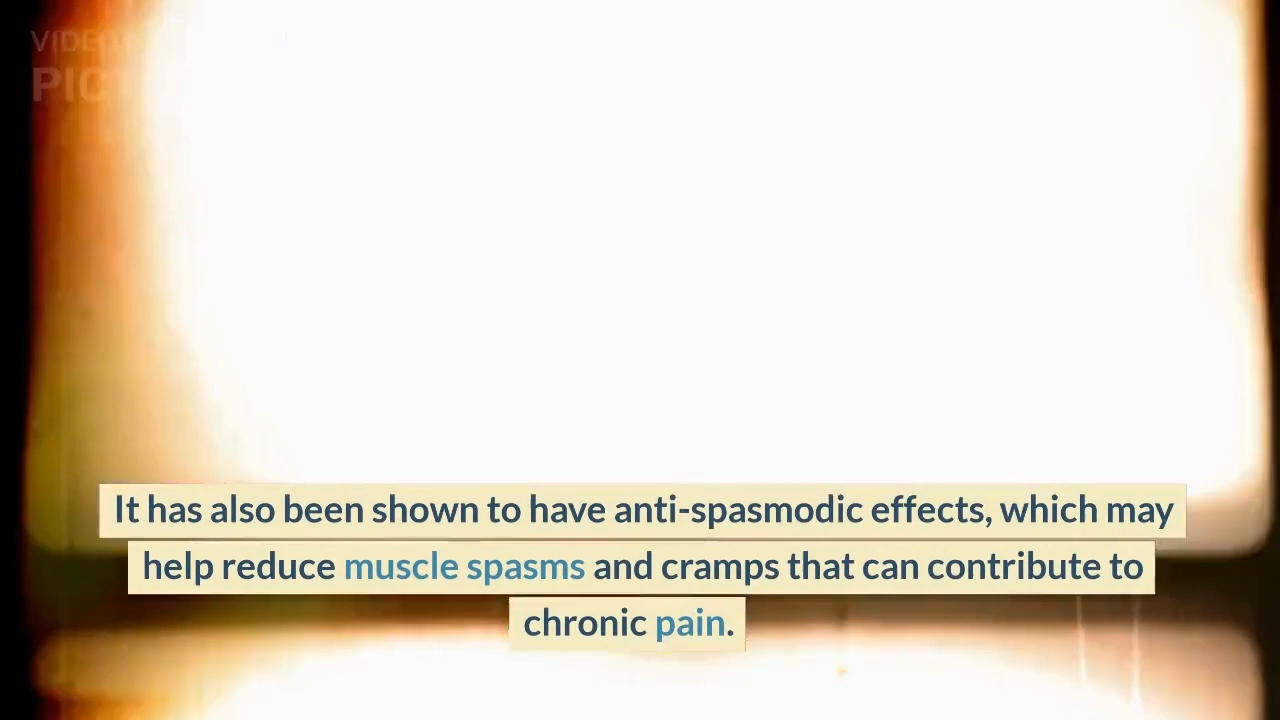 It has also been shown to have anti-spasmodic effects, which may
help reduce muscle spasms and cramps that can contribute to
chronic pain.